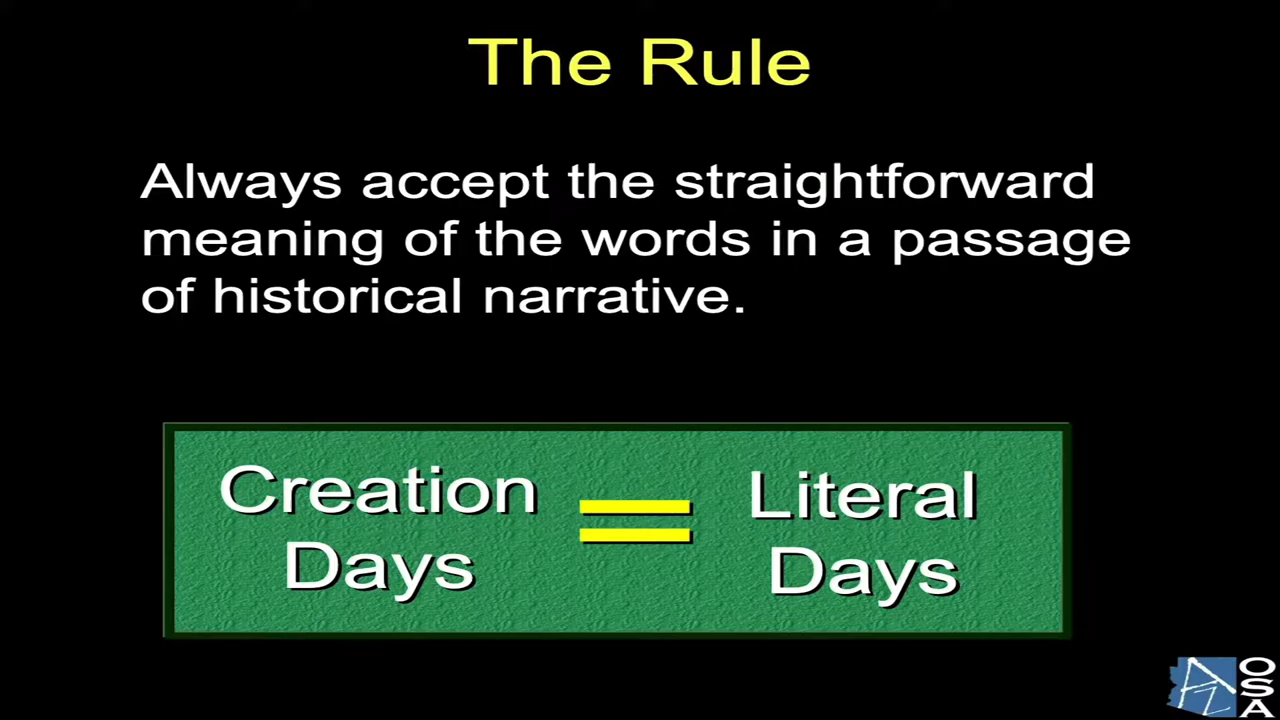 The Rule
Always accept the straightforward
meaning of the words in a passage
of historical narrative.
Creation
Days
=
Literal
Days
AZ
OSA